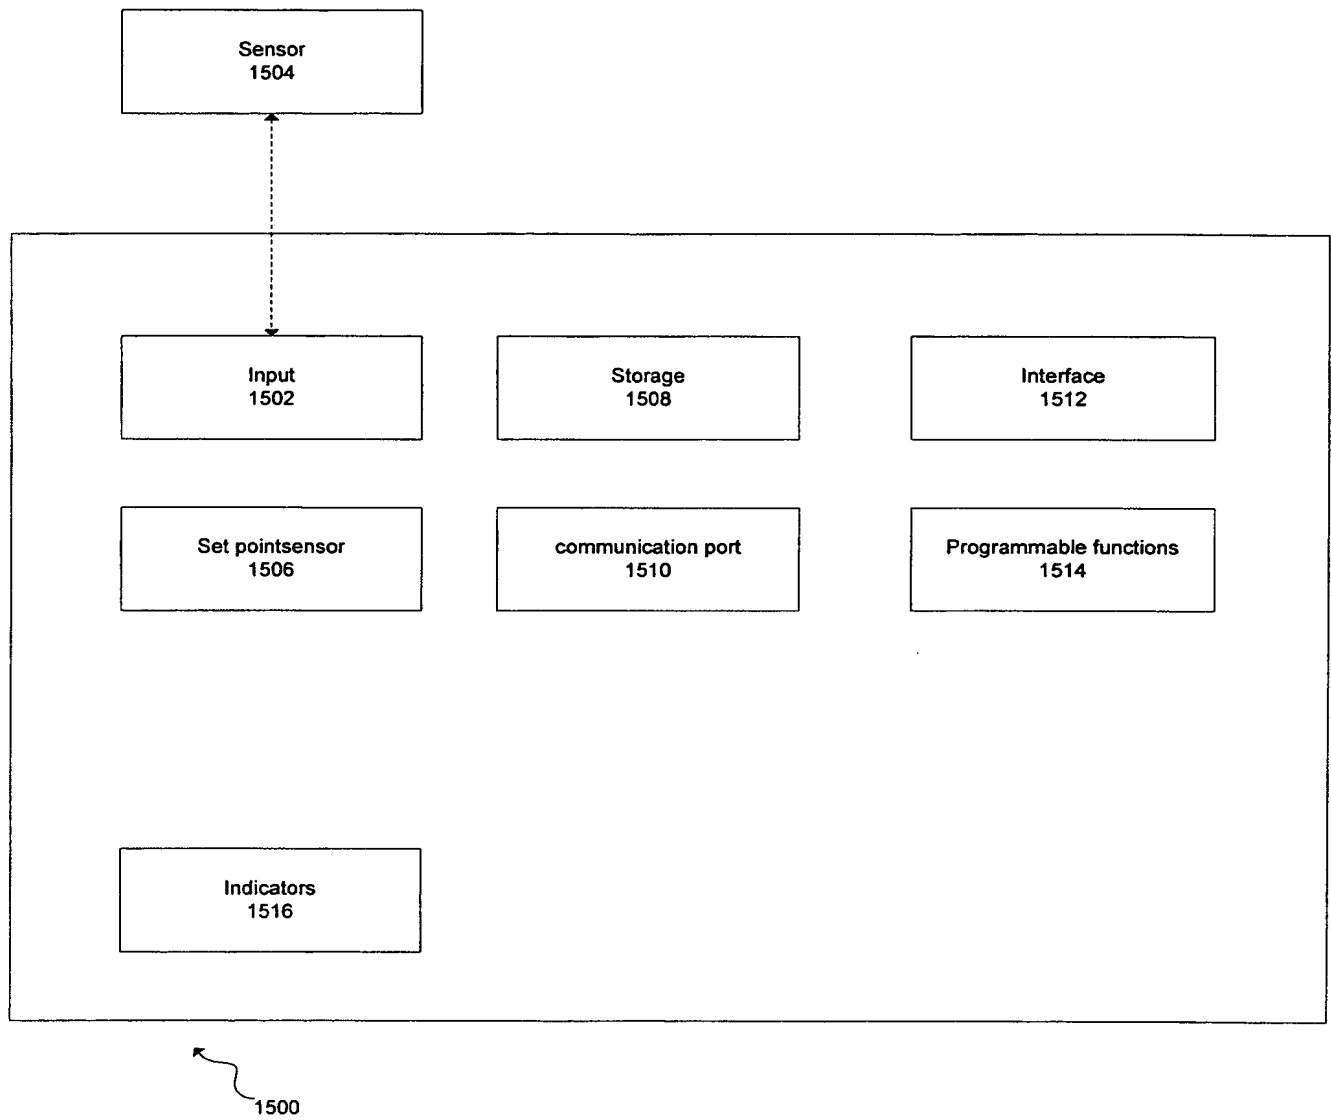 Sensor
1504
Input
1502
Storage
1508
Interface
1512
Set pointsensor
1506
communication port
1510
Programmable functions
1514
Indicators
1516
1500